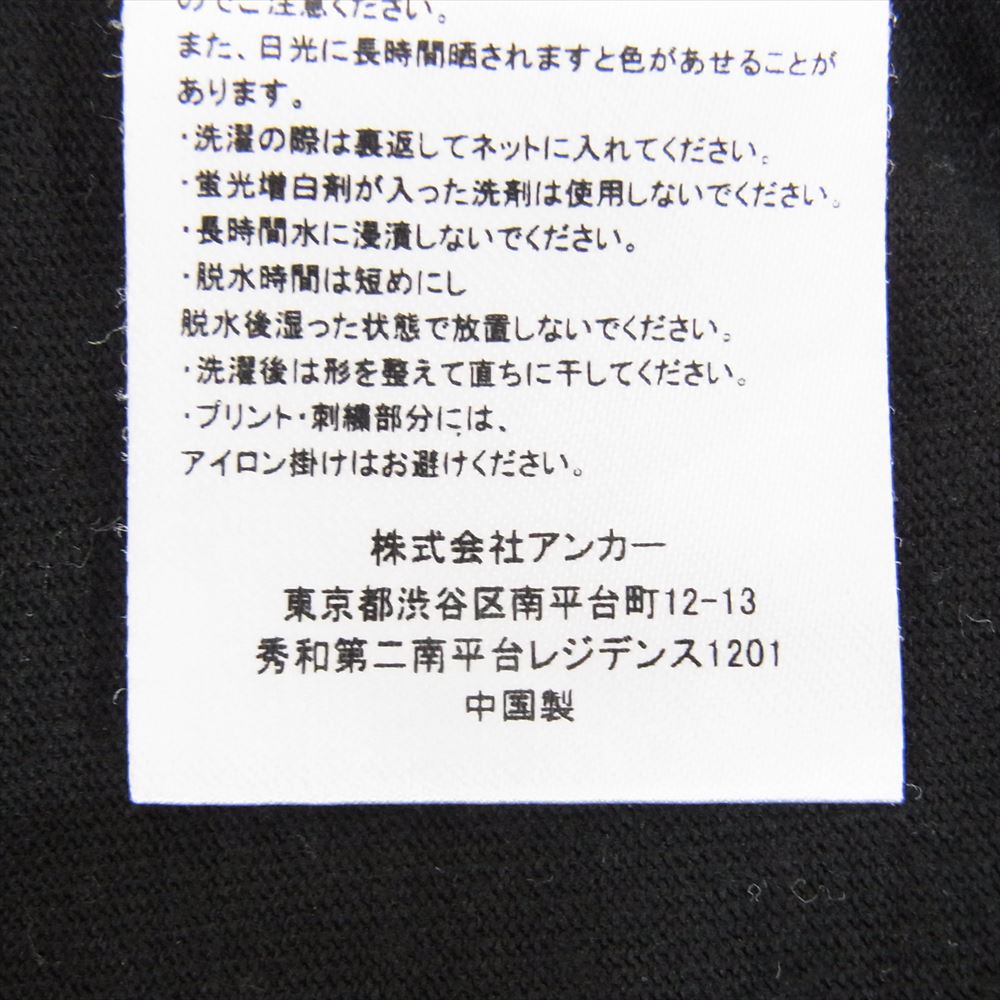 のでご注意ください。
また、日光に長時間晒されますと色があせることが
あります。
・洗濯の際は裏返してネットに入れてください。
・蛍光増白剤が入った洗剤は使用しないでください。
・長時間水に浸漬しないでください。
・脱水時間は短めにし
脱水後湿った状態で放置しないでください。
・洗濯後は形を整えて直ちに干してください。
・プリント・刺繍部分には、
アイロン掛けはお避けください。
株式会社アンカー
東京都渋谷区南平台町12-13
秀和第二南平台レジデンス1201
中国製